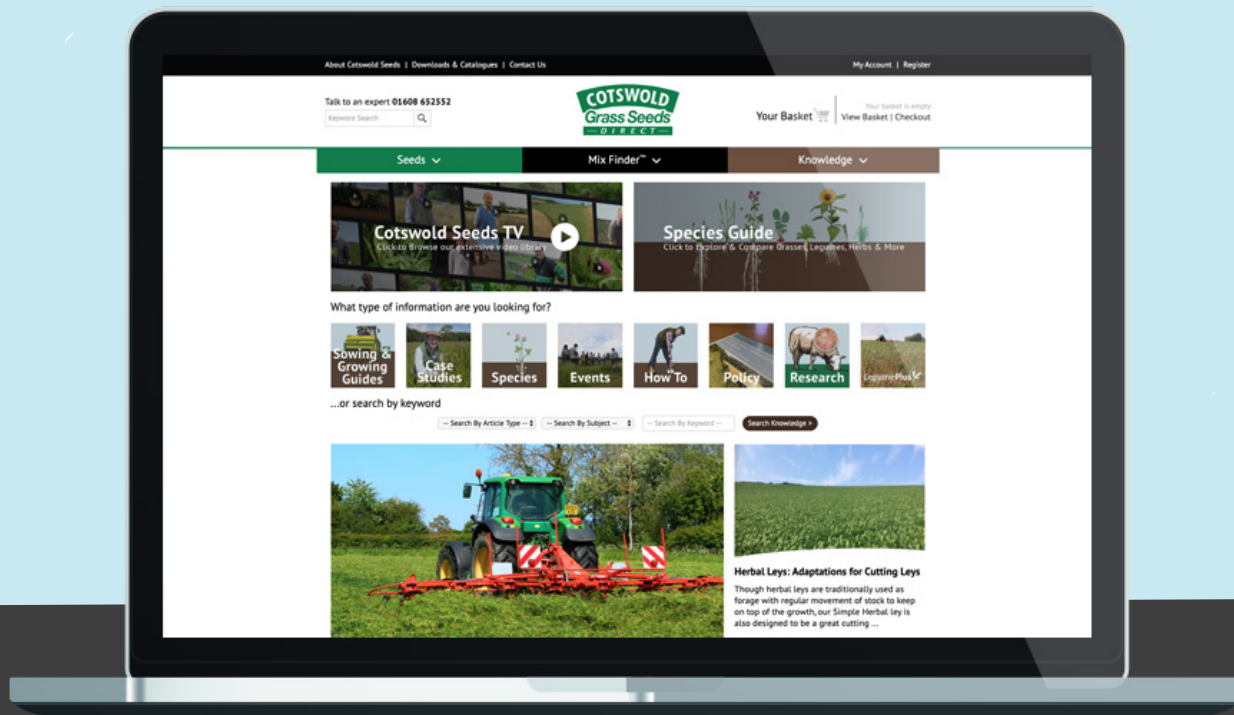 About Cotswold Seeds | Downloads & Catalogues | Contact Us
My Account | Register
Talk to an expert 01608 652552
Keyword Search
COTSWOLD
Grass Seeds
DIRECT
Your Basket
Your basket is empty
View Basket | Checkout
Seeds
Mix Finder™
Knowledge
Cotswold Seeds TV
Click to Browse our extensive video library
Species Guide
Click to Explore & Compare Grasses, Legumes, Herbs & More
What type of information are you looking for?
Sowing &
Growing
Guides
Case
Studies
Species
Events
How To
Policy
Research
LegumePlus
...or search by keyword
-- Search By Article Type --
-- Search By Subject --
-- Search By Keyword --
Search Knowledge >
Herbal Leys: Adaptations for Cutting Leys
Though herbal leys are traditionally used as
forage with regular movement of stock to keep
on top of the growth, our Simple Herbal ley is
also designed to be a great cutting ...